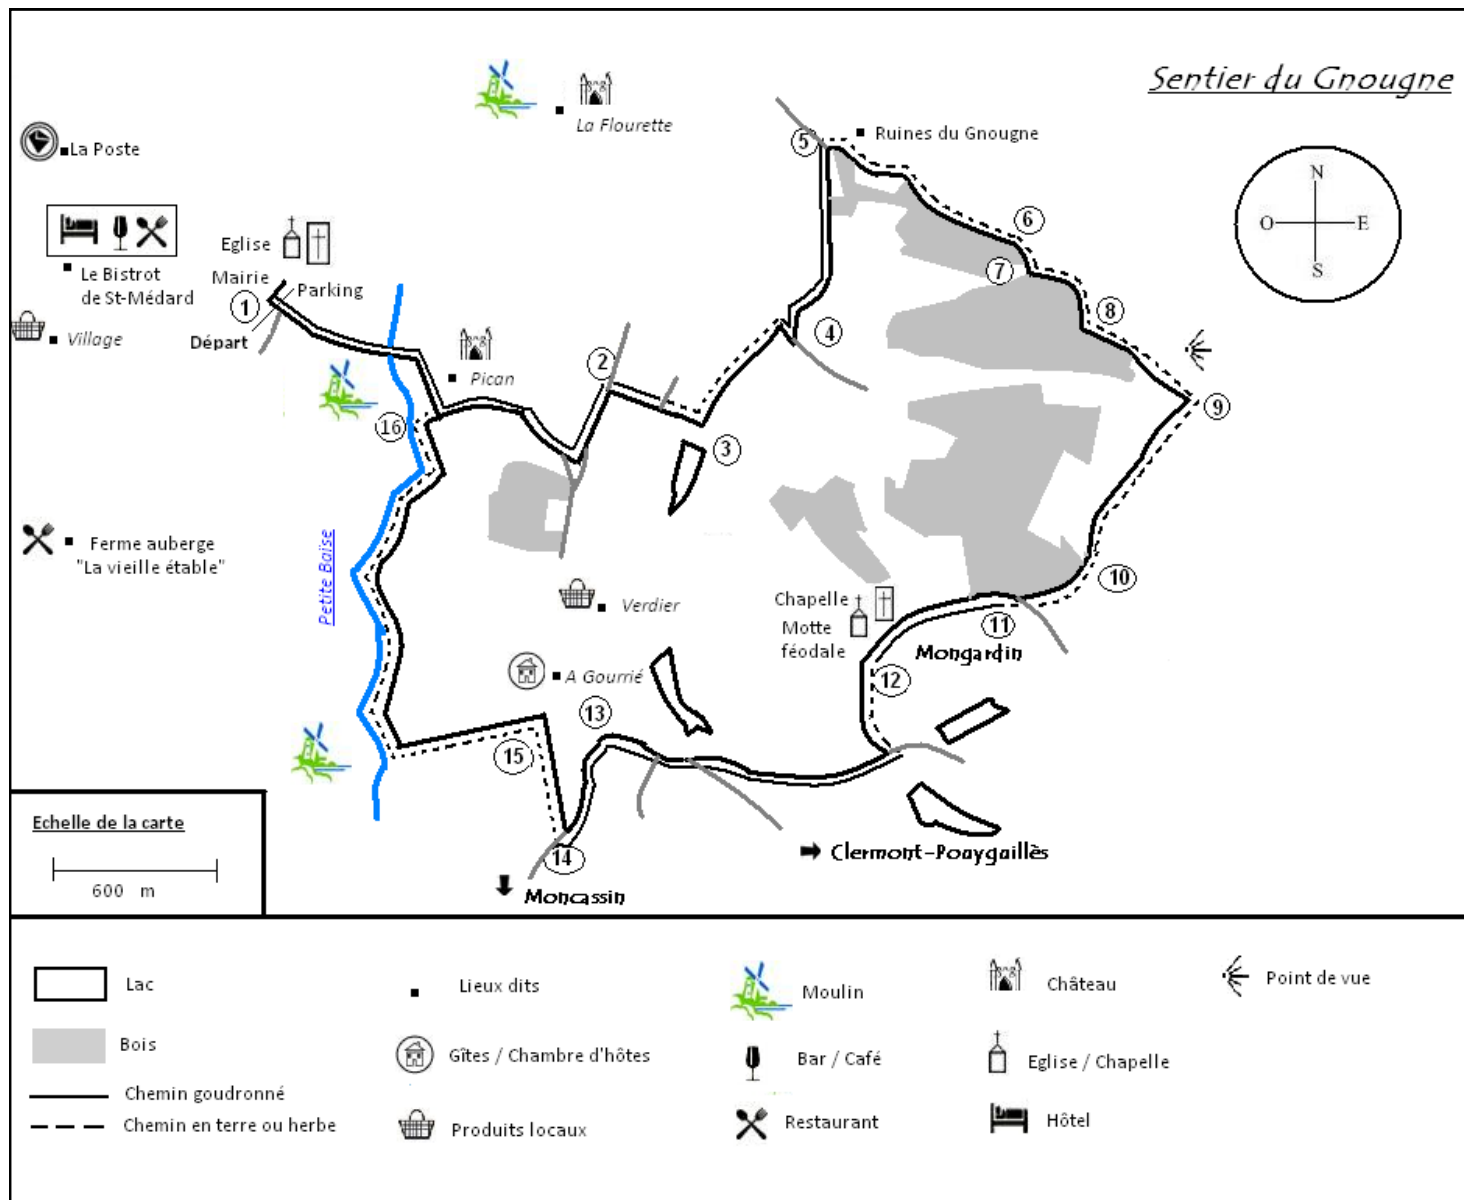 Sentier du Gnougne
La Flourette
La Poste
5
Ruines du Gnougne
N
O
E
S
Eglise
6
Le Bistrot
de St-Médard
Mairie
1
Parking
7
8
Village
Départ
4
Pican
2
9
16
3
Ferme auberge
"La vieille étable"
Petite Baïse
Verdier
10
Chapelle
Motte
féodale
11
Mongardin
A Gourrié
12
13
15
14
Clermont-Pouygaillès
Moncassin
Echelle de la carte
600 m
Lac
Lieux dits
Moulin
Château
Point de vue
Bois
Gîtes / Chambre d'hôtes
Bar / Café
Eglise / Chapelle
Chemin goudronné
Chemin en terre ou herbe
Produits locaux
Restaurant
Hôtel